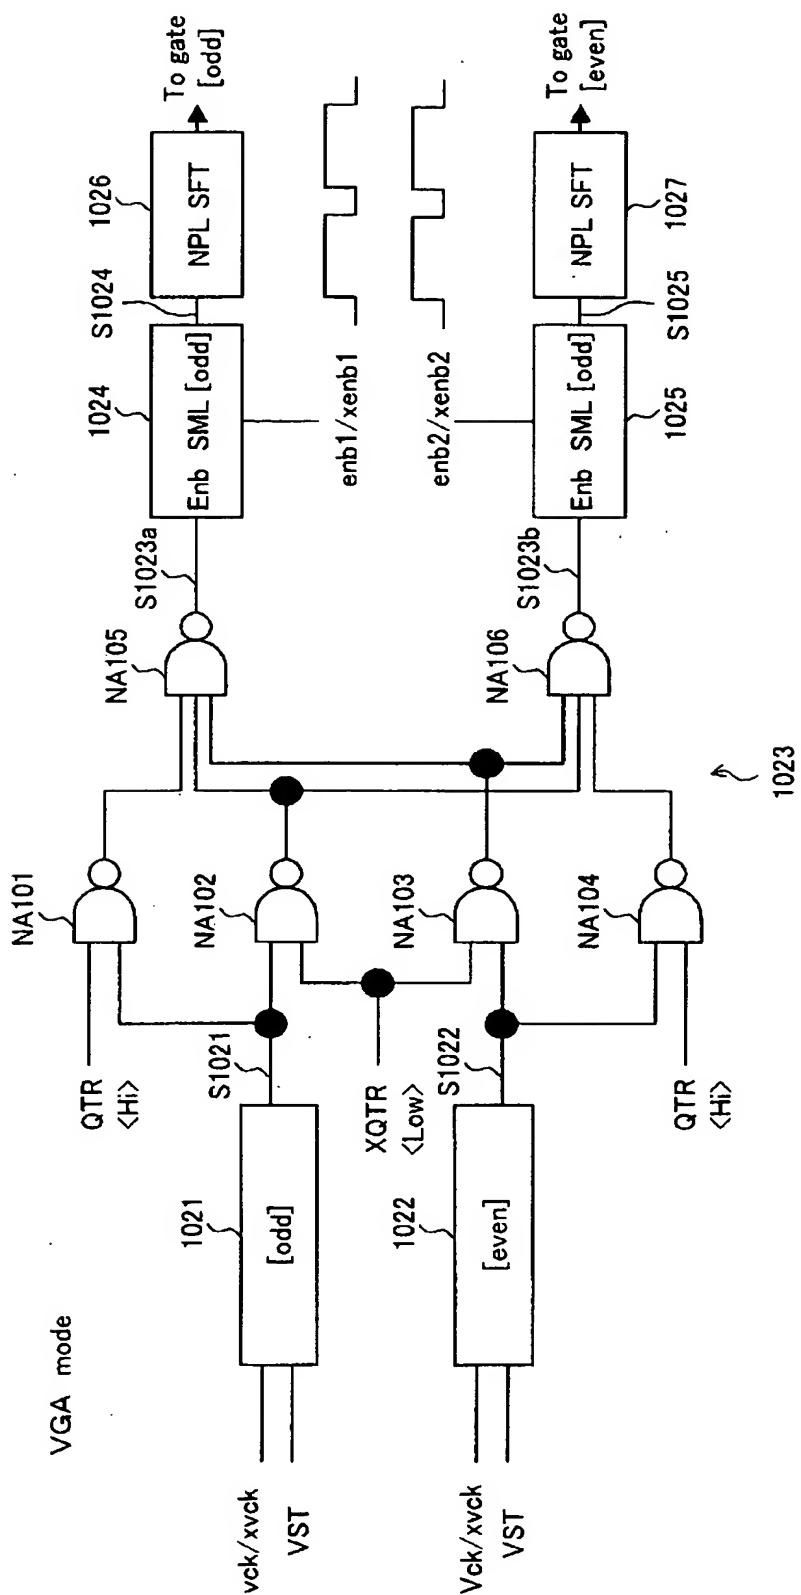 VGA mode
vck/xvck
VST
1021
[odd]
S1021
QTR
<Hi>
NA101
NA102
XQTR
<Low>
Vck/xvck
VST
1022
[even]
S1022
NA103
NA104
QTR
<Hi>
1023
NA105
S1023a
NA106
S1023b
1024
Enb SML [odd]
S1024
enb1/xenb1
1026
NPL SFT
To gate
[odd]
enb2/xenb2
Enb SML [odd]
1025
S1025
NPL SFT
1027
To gate
[even]